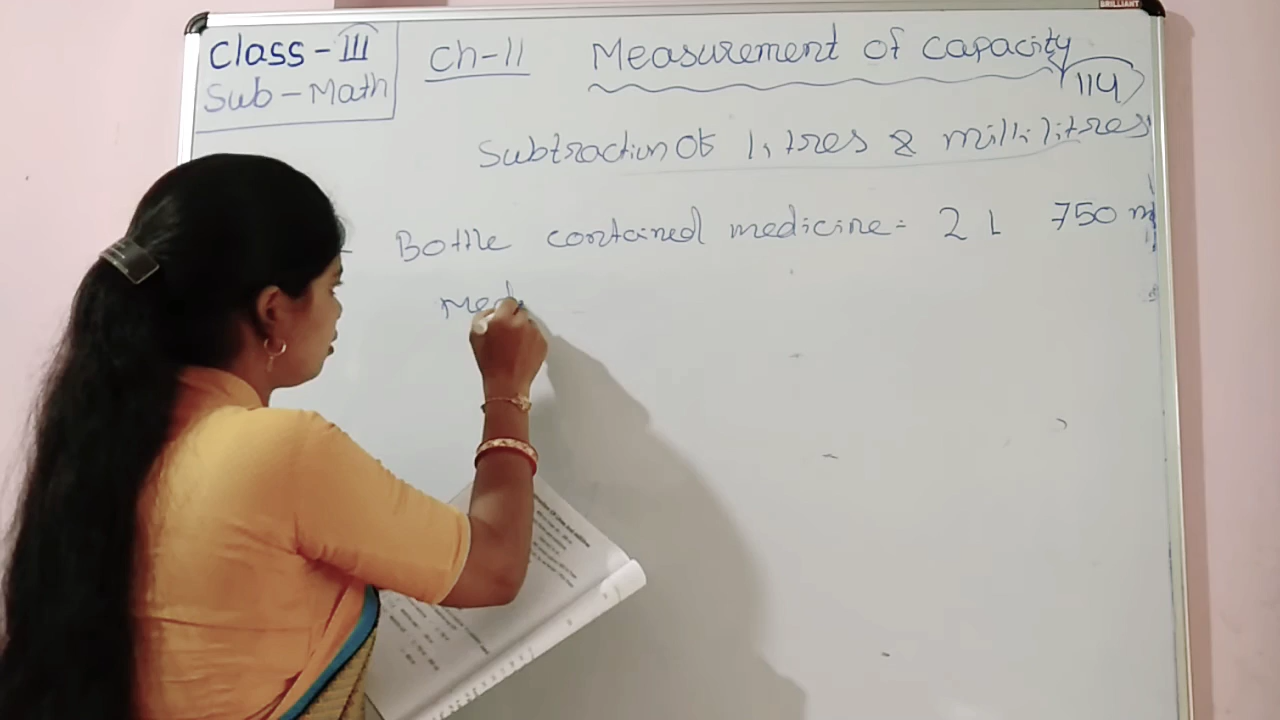 BRILLIANT
Class - III
Sub - Math
Ch-11
Measurement of capacity
114
Subtraction of litres & millilitres
Bottle contained medicine = 2 L 750 m
med